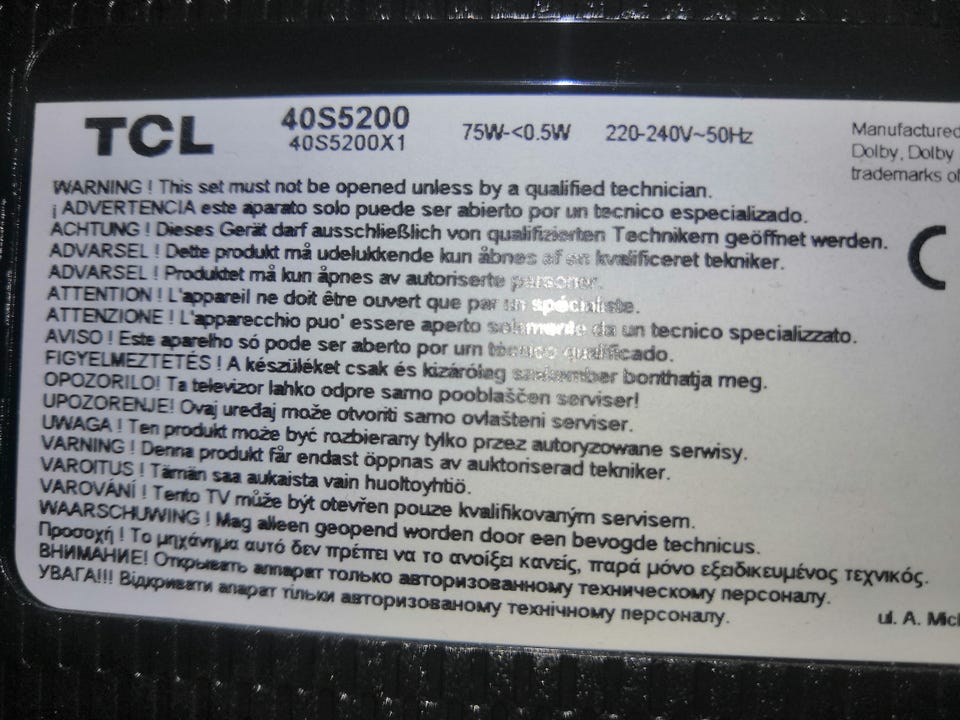 TCL
40S5200
40S5200X1
75W-<0.5W
220-240V~50Hz
WARNING ! This set must not be opened unless by a qualified technician.
¡ ADVERTENCIA este aparato solo puede ser abierto por un tecnico especializado.
ACHTUNG ! Dieses Gerät darf ausschließlich von qualifizierten Technikern geöffnet werden.
ADVARSEL ! Dette produkt må udelukkende kun åbnes af en kvalificeret tekniker.
ADVARSEL ! Produktet må kun åpnes av autoriserte personer.
ATTENTION ! L'appareil ne doit être ouvert que par un spécialiste.
ATTENZIONE ! L'apparecchio puo' essere aperto solamente da un tecnico specializzato.
AVISO ! Este aparelho só pode ser aberto por um técnico qualificado.
FIGYELMEZTETÉS ! A készüléket csak és kizárólag szakember bonthatja meg.
OPOZORILO! Ta televizor lahko odpre samo pooblaščen serviser!
UPOZORENJE! Ovaj uređaj može otvoriti samo ovlašteni serviser.
UWAGA ! Ten produkt może być rozbierany tylko przez autoryzowane serwisy.
VARNING ! Denna produkt får endast öppnas av auktoriserad tekniker.
VAROITUS ! Tämän saa aukaista vain huoltoyhtiö.
VAROVÁNÍ ! Tento TV může být otevřen pouze kvalifikovaným servisem.
WAARSCHUWING ! Mag alleen geopend worden door een bevogde technicus.
Προσοχή ! Το μηχάνημα αυτό δεν πρέπει να το ανοίξει κανείς, παρά μόνο εξειδικευμένος τεχνικός.
ВНИМАНИЕ! Открывать аппарат только авторизованному техническому персоналу.
УВАГА!!! Відкривати апарат тільки авторизованому технічному персоналу.
Manufactured
Dolby, Dolby
trademarks of
ul. A. Mic